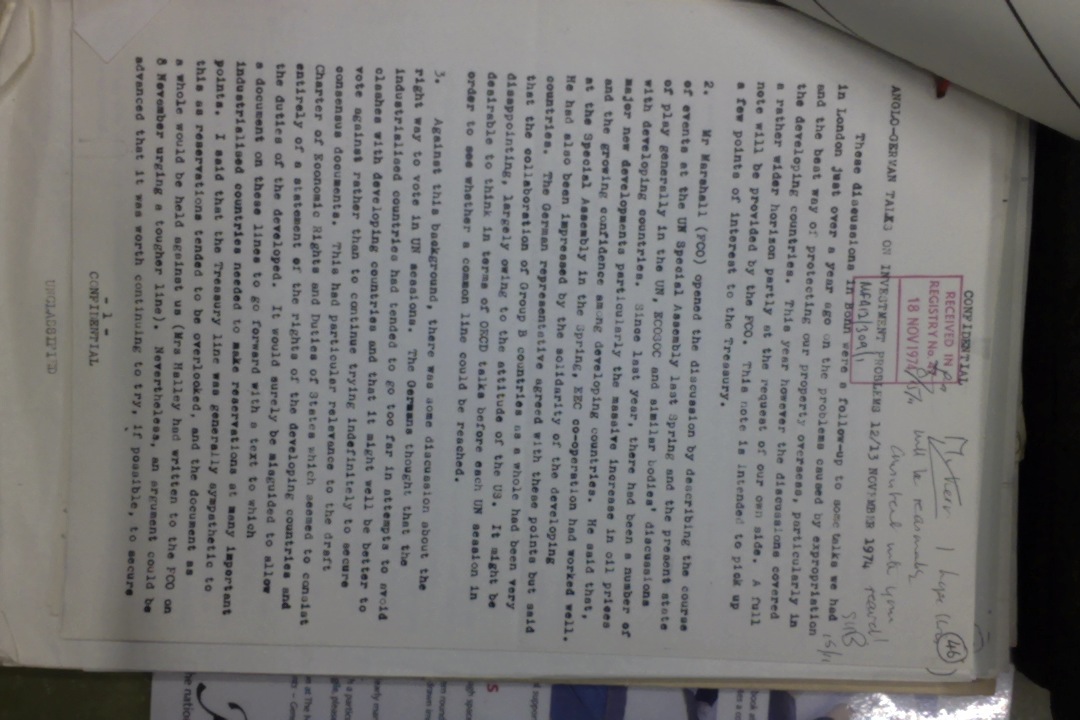 CONFIDENTIAL
RECEIVED IN
REGISTRY No
18 NOV 1974
46
I hope
will be reasonably
with your
ANGLO-GERMAN TALKS ON INVESTMENT PROBLEMS 12/13 NOVEMBER 1974
These discussions in Bonn were a follow-up to some talks we had
in London just over a year ago on the problems caused by expropriation
and the best way of protecting our property overseas, particularly in
the developing countries. This year however the discussions covered
a rather wider horison partly at the request of our own side. A full
note will be provided by the FCO. This note is intended to pick up
a few points of interest to the Treasury.
2. Mr Marshall (FCO) opened the discussion by describing the course
of events at the UN Special Assembly last Spring and the present state
of play generally in the UN, ECOSOC and similar bodies' discussions
with developing countries. Since last year, there had been a number of
major new developments particularly the massive increase in oil prices
and the growing confidence among developing countries. He said that,
at the Special Assembly in the Spring, EEC co-operation had worked well.
He had also been impressed by the solidarity of the developing
countries. The German representative agreed with these points but said
that the collaboration of Group B countries as a whole had been very
disappointing, largely owing to the attitude of the US. It might be
desirable to think in terms of OECD talks before each UN session in
order to see whether a common line could be reached.
3. Against this background, there was some discussion about the
right way to vote in UN sessions. The Germans thought that the
industrialised countries had tended to go too far in attempts to avoid
clashes with developing countries and that it might well be better to
vote against rather than to continue trying indefinitely to secure
consensus documents. This had particular relevance to the draft
Charter of Economic Rights and Duties of States which seemed to consist
entirely of a statement of the rights of the developing countries and
the duties of the developed. It would surely be misguided to allow
a document on these lines to go forward with a text to which
industrialised countries needed to make reservations at many important
points. I said that the Treasury line was generally sympathetic to
this as reservations tended to be overlooked, and the document as
a whole would be held against us (Mrs Halley had written to the FCO on
8 November urging a tougher line). Nevertheless, an argument could be
advanced that it was worth continuing to try, if possible, to secure
- 1 -
CONFIDENTIAL
UNCLASSIFIED